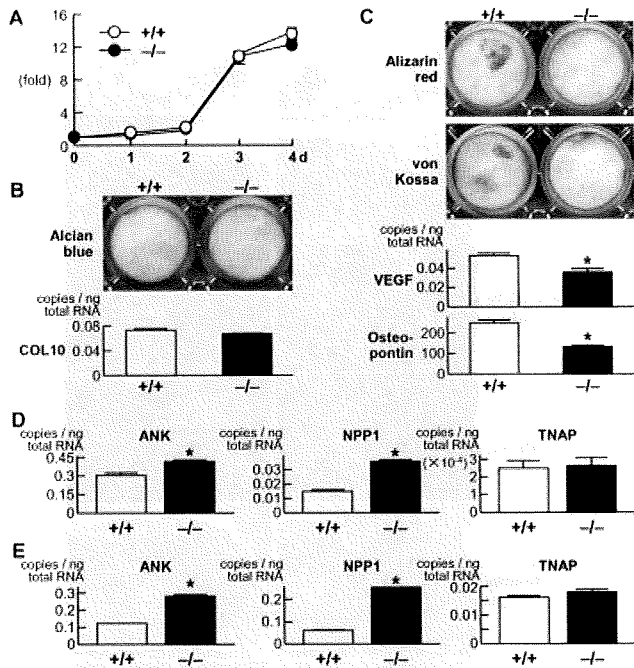 A
16
12
(fold)
8
4
0
+/+
−/−
0 1 2 3 4 d
B
+/+ −/−
Alcian
blue
copies / ng
total RNA
0.08
COL10 0.04
0
+/+ −/−
C
+/+ −/−
Alizarin
red
von
Kossa
copies / ng
total RNA
0.04
VEGF 0.02
0
*
Osteo-
pontin
200
100
0
*
+/+ −/−
D
copies / ng
total RNA
ANK
0.45
0.3
0.15
0
*
+/+ −/−
copies / ng
total RNA
NPP1
0.03
0.02
0.01
0
*
+/+ −/−
copies / ng
total RNA
TNAP
3
2
1
0
+/+ −/−
E
copies / ng
total RNA
ANK
0.3
0.2
0.1
0
*
+/+ −/−
copies / ng
total RNA
NPP1
0.2
0.1
0
*
+/+ −/−
copies / ng
total RNA
TNAP
0.02
0.01
0
+/+ −/−